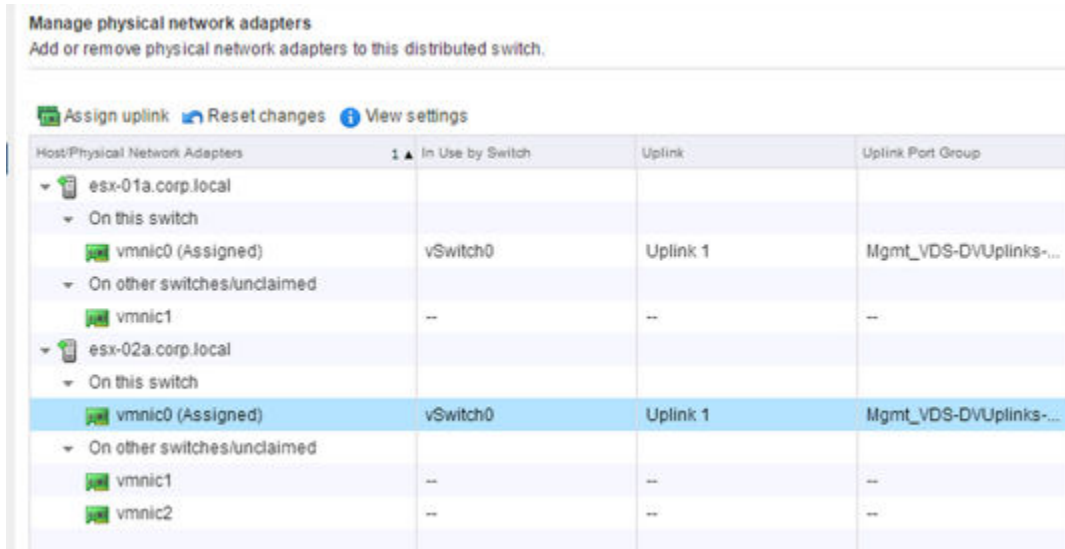 Manage physical network adapters
Add or remove physical network adapters to this distributed switch.
Assign uplink Reset changes View settings
Host/Physical Network Adapters 1 ▲ In Use by Switch Uplink Uplink Port Group
esx-01a.corp.local
On this switch
vmnic0 (Assigned) vSwitch0 Uplink 1 Mgmt_VDS-DVUplinks-...
On other switches/unclaimed
vmnic1 -- -- --
esx-02a.corp.local
On this switch
vmnic0 (Assigned) vSwitch0 Uplink 1 Mgmt_VDS-DVUplinks-...
On other switches/unclaimed
vmnic1 -- -- --
vmnic2 -- -- --